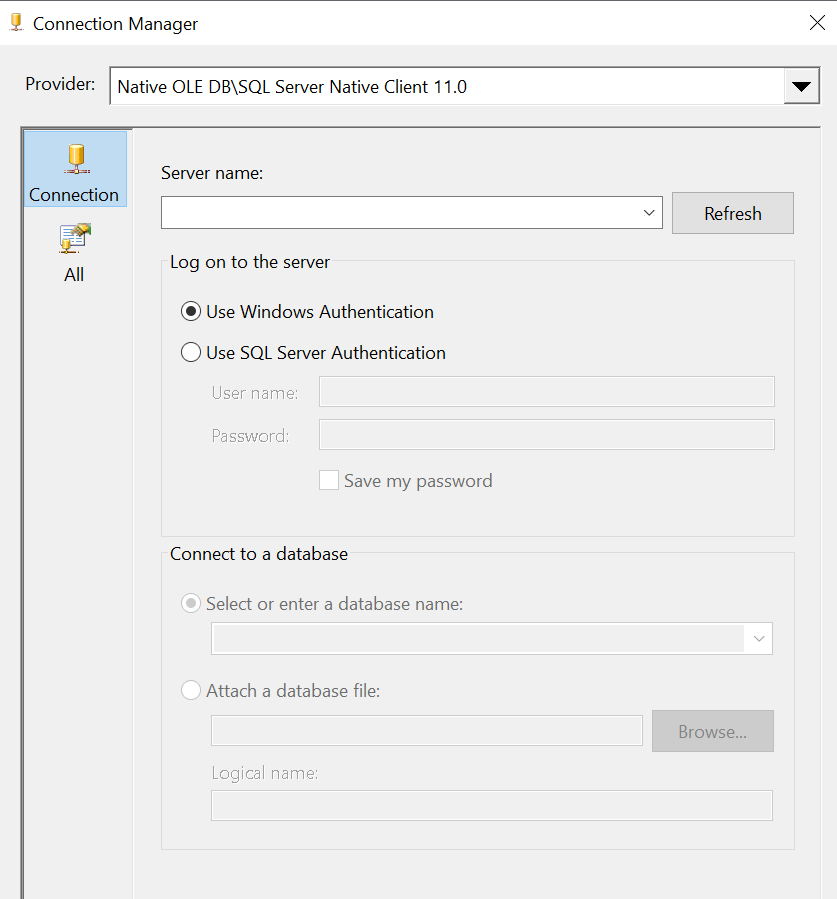 Connection Manager
Provider:
Native OLE DB\SQL Server Native Client 11.0
Connection
All
Server name:
Refresh
Log on to the server
Use Windows Authentication
Use SQL Server Authentication
User name:
Password:
Save my password
Connect to a database
Select or enter a database name:
Attach a database file:
Browse...
Logical name: